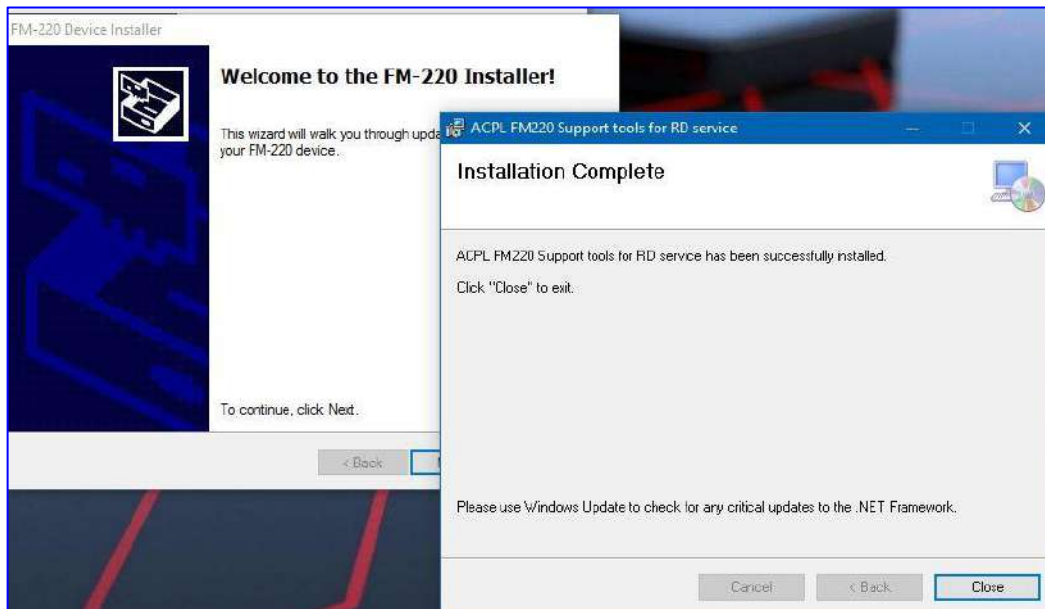 FM-220 Device Installer
Welcome to the FM-220 Installer!
This wizard will walk you through
your FM-220 device.
To continue, click Next.
< Back
ACPL FM220 Support tools for RD service
Installation Complete
ACPL FM220 Support tools for RD service has been successfully installed.
Click "Close" to exit.
Please use Windows Update to check for any critical updates to the .NET Framework.
Cancel
< Back
Close